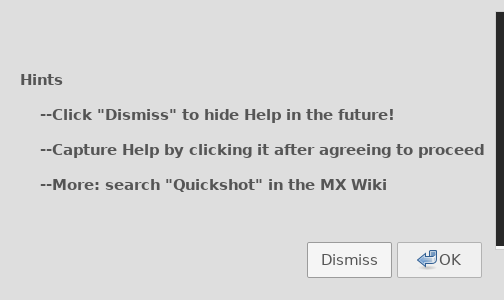 Hints
--Click "Dismiss" to hide Help in the future!
--Capture Help by clicking it after agreeing to proceed
--More: search "Quickshot" in the MX Wiki
Dismiss OK